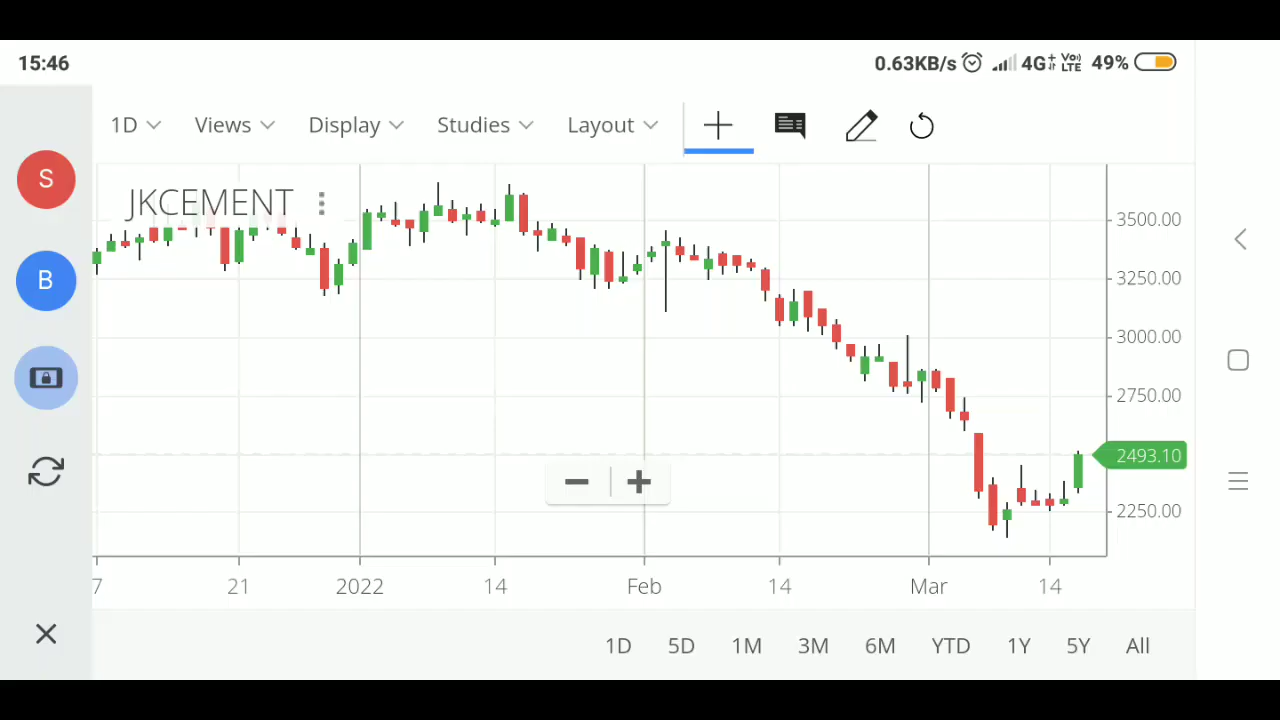 15:46
0.63KB/s 4G+ Vo)) LTE 49%
S
B
1D Views Display Studies Layout
JKCEMENT
3500.00
3250.00
3000.00
2750.00
2493.10
2250.00
7 21 2022 14 Feb 14 Mar 14
1D 5D 1M 3M 6M YTD 1Y 5Y All